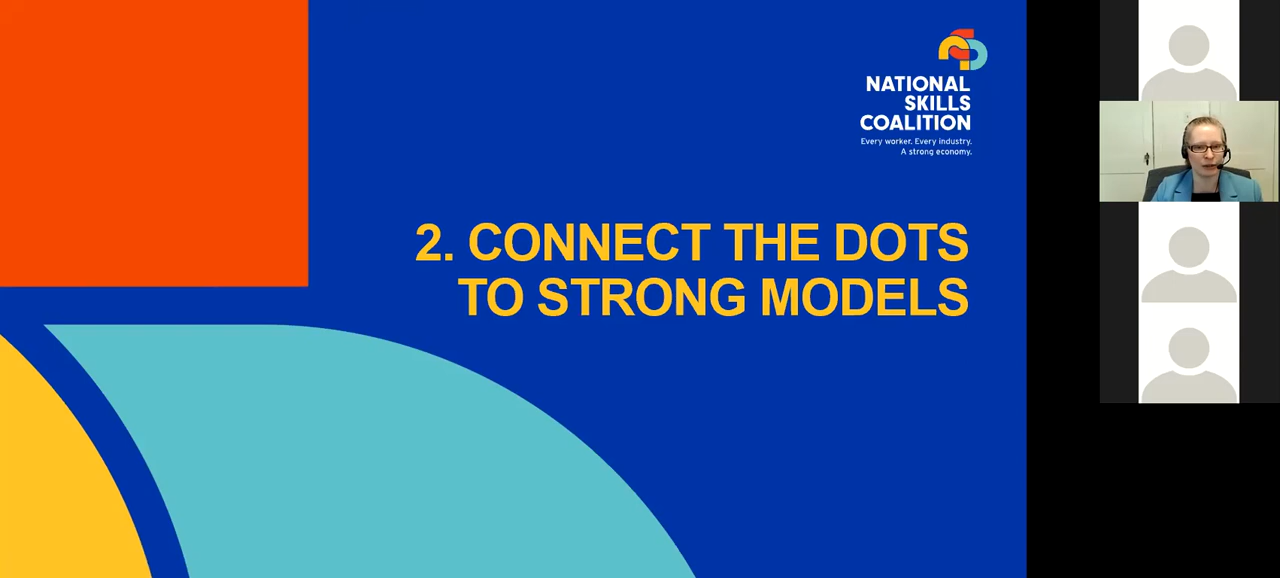 NATIONAL
SKILLS
COALITION
Every worker. Every industry.
A strong economy.
2. CONNECT THE DOTS
TO STRONG MODELS